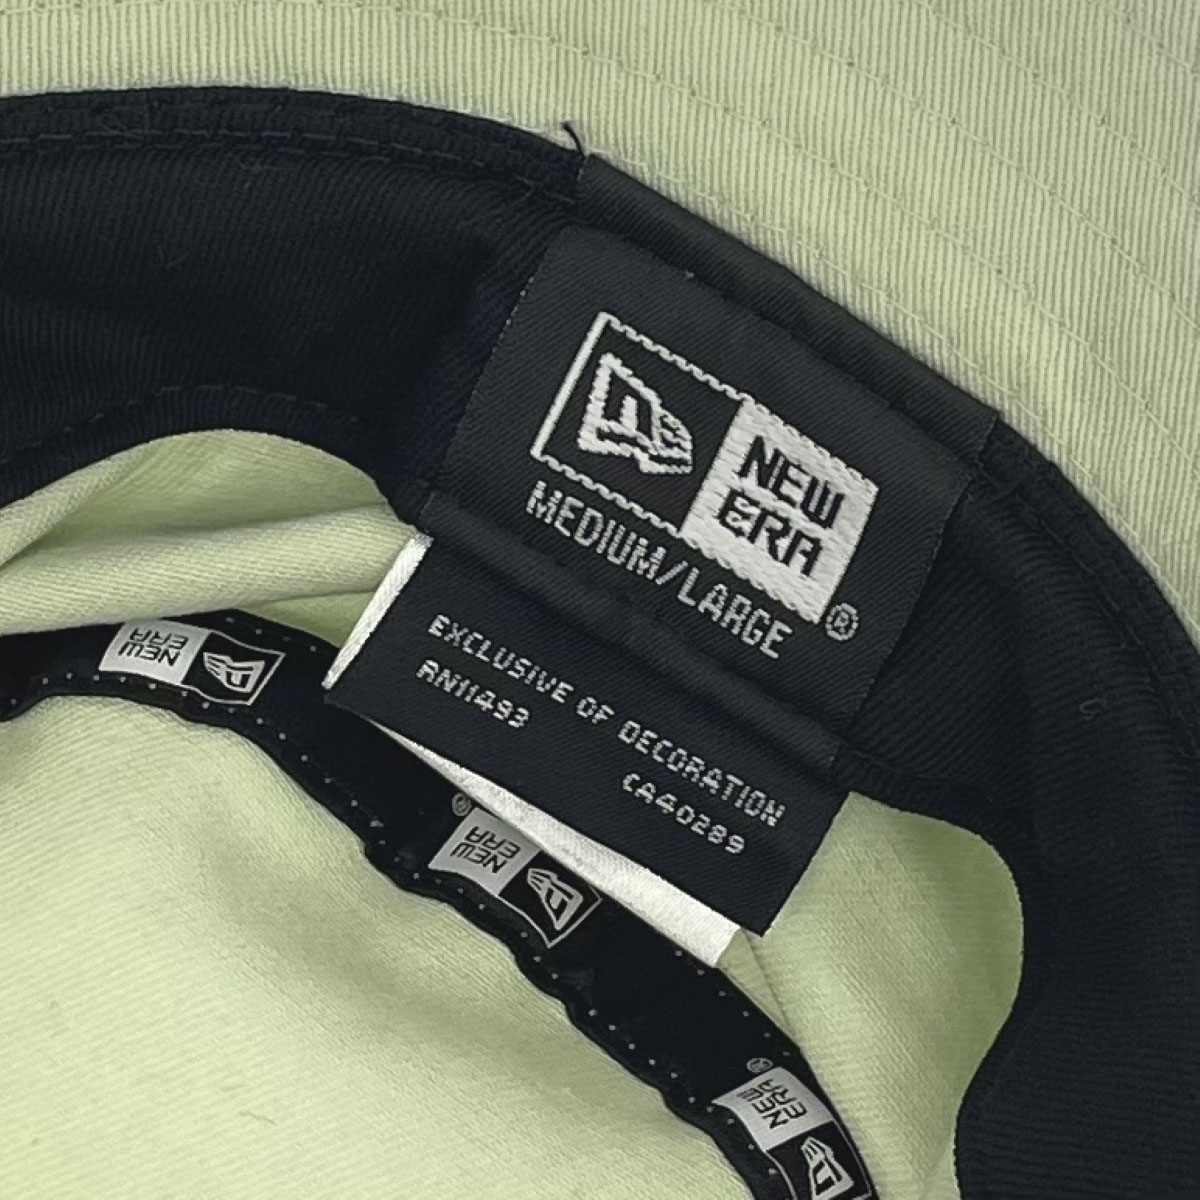 NEW
ERA
®
MEDIUM/LARGE
EXCLUSIVE OF DECORATION
RN11493
CA40289
NEW
ERA
NEW
ERA
®
NEW
ERA
®